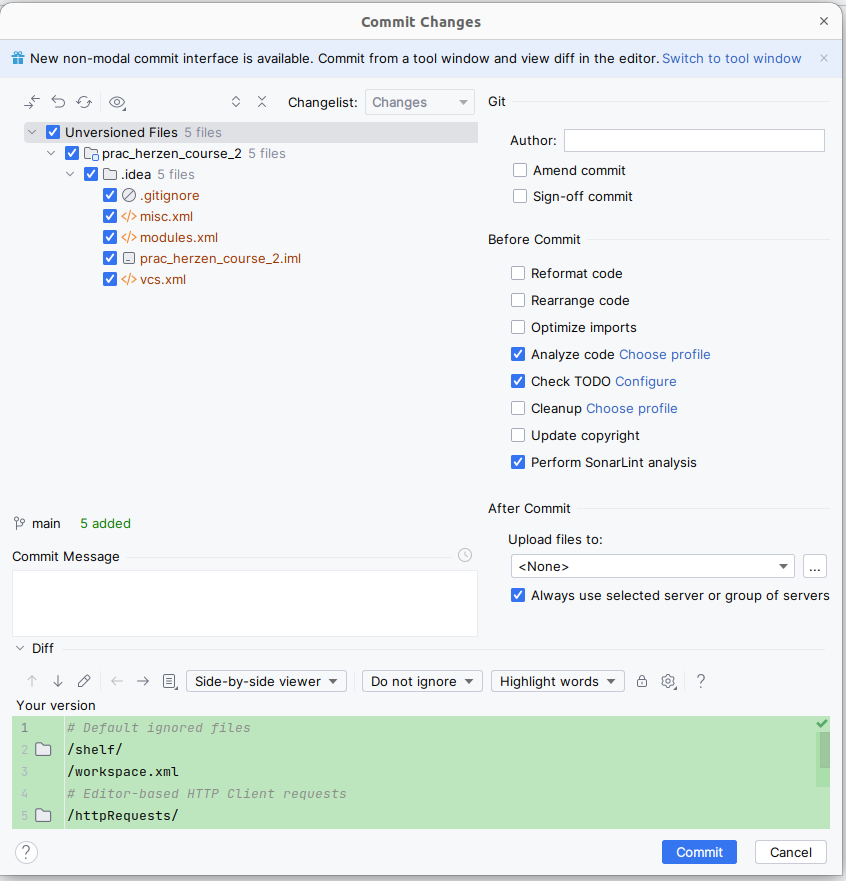 Commit Changes
New non-modal commit interface is available. Commit from a tool window and view diff in the editor. Switch to tool window
Changelist: Changes
Unversioned Files 5 files
prac_herzen_course_2 5 files
.idea 5 files
.gitignore
misc.xml
modules.xml
prac_herzen_course_2.iml
vcs.xml
main 5 added
Commit Message
Git
Author:
Amend commit
Sign-off commit
Before Commit
Reformat code
Rearrange code
Optimize imports
Analyze code Choose profile
Check TODO Configure
Cleanup Choose profile
Update copyright
Perform SonarLint analysis
After Commit
Upload files to:
<None> ...
Always use selected server or group of servers
Diff
Side-by-side viewer Do not ignore Highlight words ?
Your version
1 # Default ignored files
2 /shelf/
3 /workspace.xml
4 # Editor-based HTTP Client requests
5 /httpRequests/
? Commit Cancel